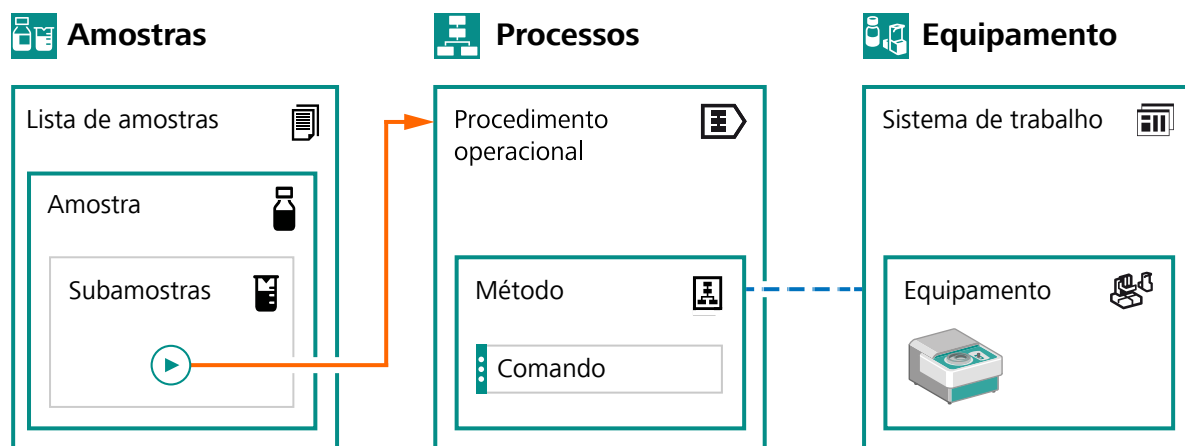 Amostras
Processos
Equipamento
Lista de amostras
Amostra
Subamostras
Procedimento
operacional
Método
Comando
Sistema de trabalho
Equipamento